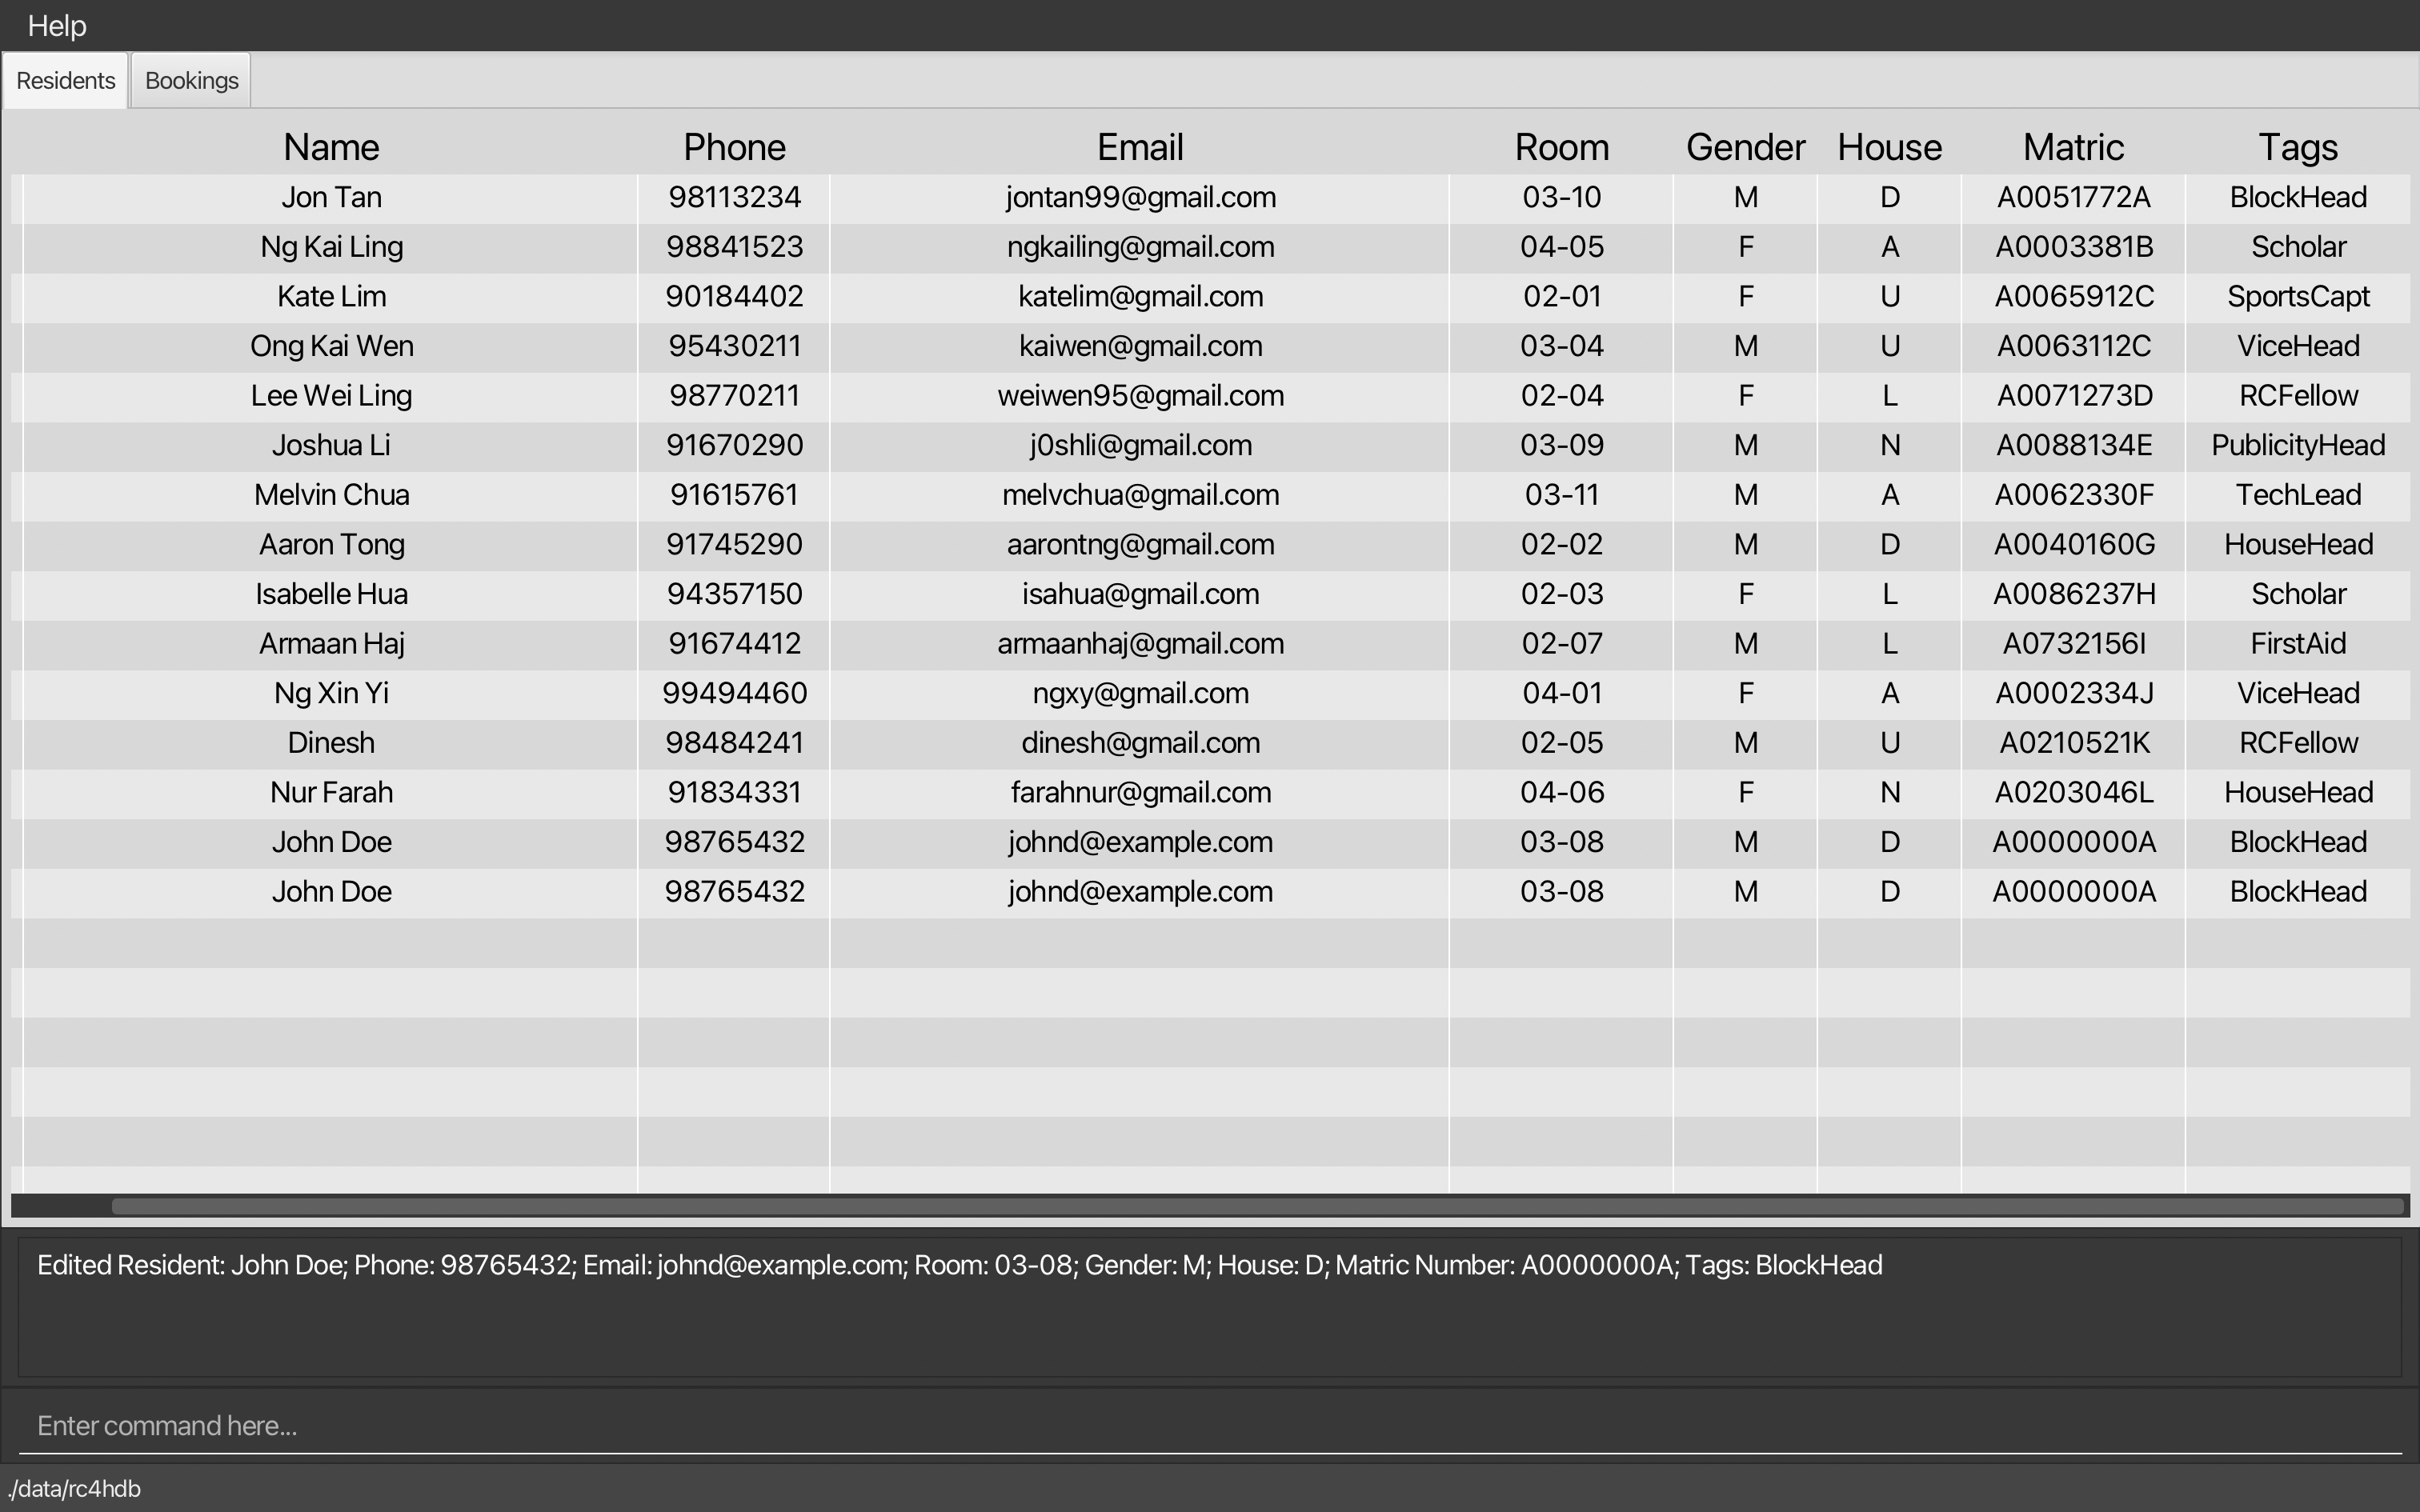 Help
Residents Bookings
Name Phone Email Room Gender House Matric Tags
Jon Tan 98113234 jontan99@gmail.com 03-10 M D A0051772A BlockHead
Ng Kai Ling 98841523 ngkailing@gmail.com 04-05 F A A0003381B Scholar
Kate Lim 90184402 katelim@gmail.com 02-01 F U A0065912C SportsCapt
Ong Kai Wen 95430211 kaiwen@gmail.com 03-04 M U A0063112C ViceHead
Lee Wei Ling 98770211 weiwen95@gmail.com 02-04 F L A0071273D RCFellow
Joshua Li 91670290 j0shli@gmail.com 03-09 M N A0088134E PublicityHead
Melvin Chua 91615761 melvchua@gmail.com 03-11 M A A0062330F TechLead
Aaron Tong 91745290 aarontng@gmail.com 02-02 M D A0040160G HouseHead
Isabelle Hua 94357150 isahua@gmail.com 02-03 F L A0086237H Scholar
Armaan Haj 91674412 armaanhaj@gmail.com 02-07 M L A0732156I FirstAid
Ng Xin Yi 99494460 ngxy@gmail.com 04-01 F A A0002334J ViceHead
Dinesh 98484241 dinesh@gmail.com 02-05 M U A0210521K RCFellow
Nur Farah 91834331 farahnur@gmail.com 04-06 F N A0203046L HouseHead
John Doe 98765432 johnd@example.com 03-08 M D A0000000A BlockHead
John Doe 98765432 johnd@example.com 03-08 M D A0000000A BlockHead
Edited Resident: John Doe; Phone: 98765432; Email: johnd@example.com; Room: 03-08; Gender: M; House: D; Matric Number: A0000000A; Tags: BlockHead
Enter command here...
./data/rc4hdb